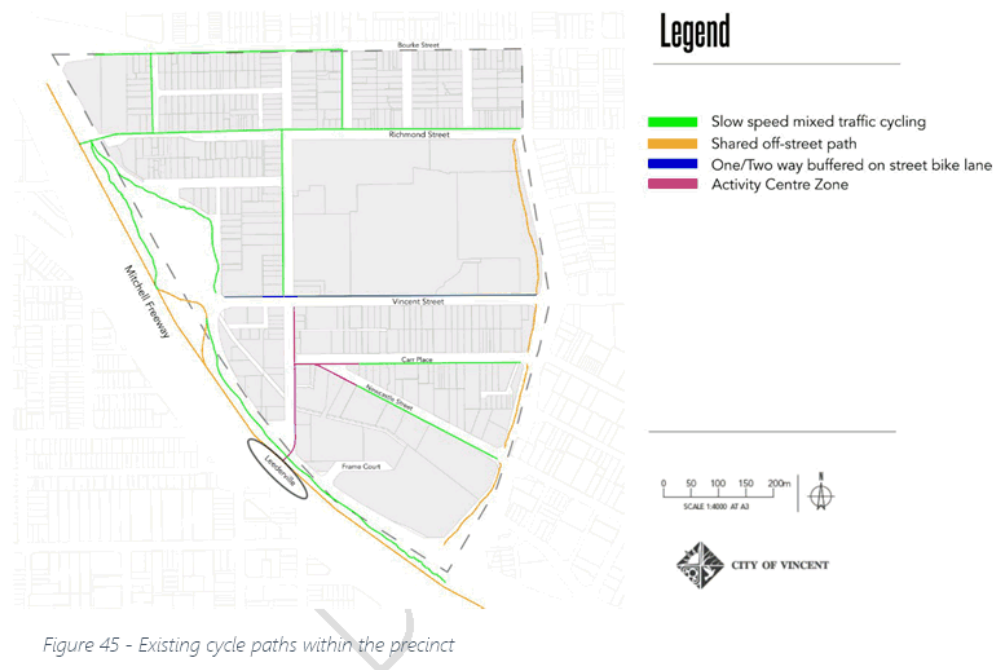 Legend
Bourke Street
Slow speed mixed traffic cycling
Richmond Street
Shared off-street path
One/Two way buffered on street bike lane
Activity Centre Zone
Mitchell Freeway
Vincent Street
Carr Place
Newcastle Street
Frame Court
Leederville
N
0 50 100 150 200m
SCALE 1:4000 AT A3
CITY OF VINCENT
Figure 45 - Existing cycle paths within the precinct